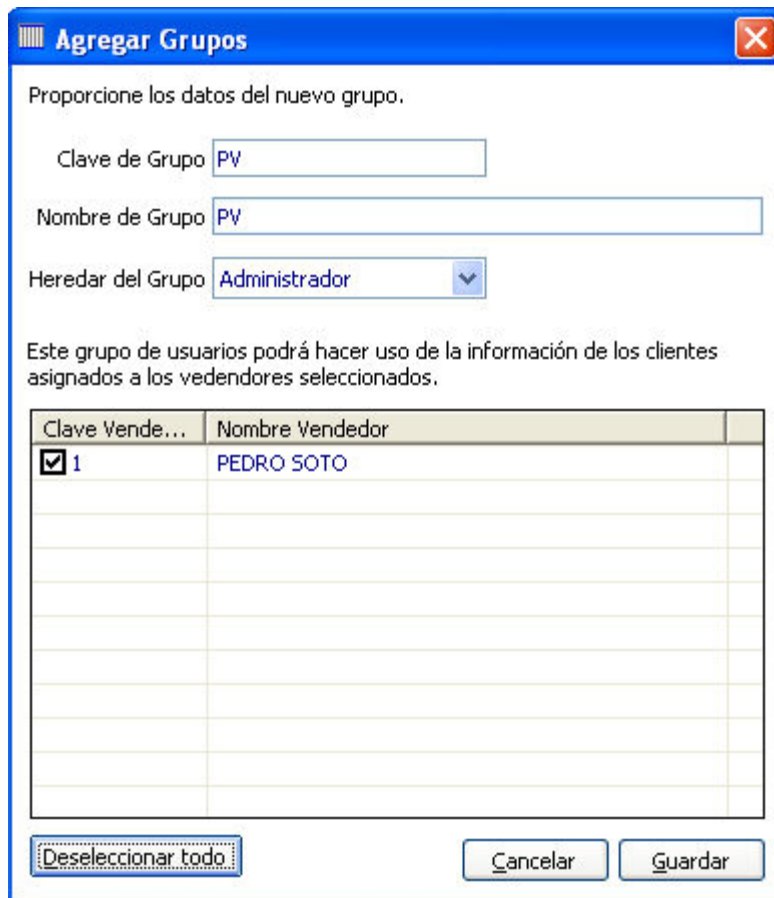 Agregar Grupos
Proporcione los datos del nuevo grupo.
Clave de Grupo PV
Nombre de Grupo PV
Heredar del Grupo Administrador
Este grupo de usuarios podrá hacer uso de la información de los clientes
asignados a los vedendores seleccionados.
Clave Vende... Nombre Vendedor
1 PEDRO SOTO
Deseleccionar todo Cancelar Guardar